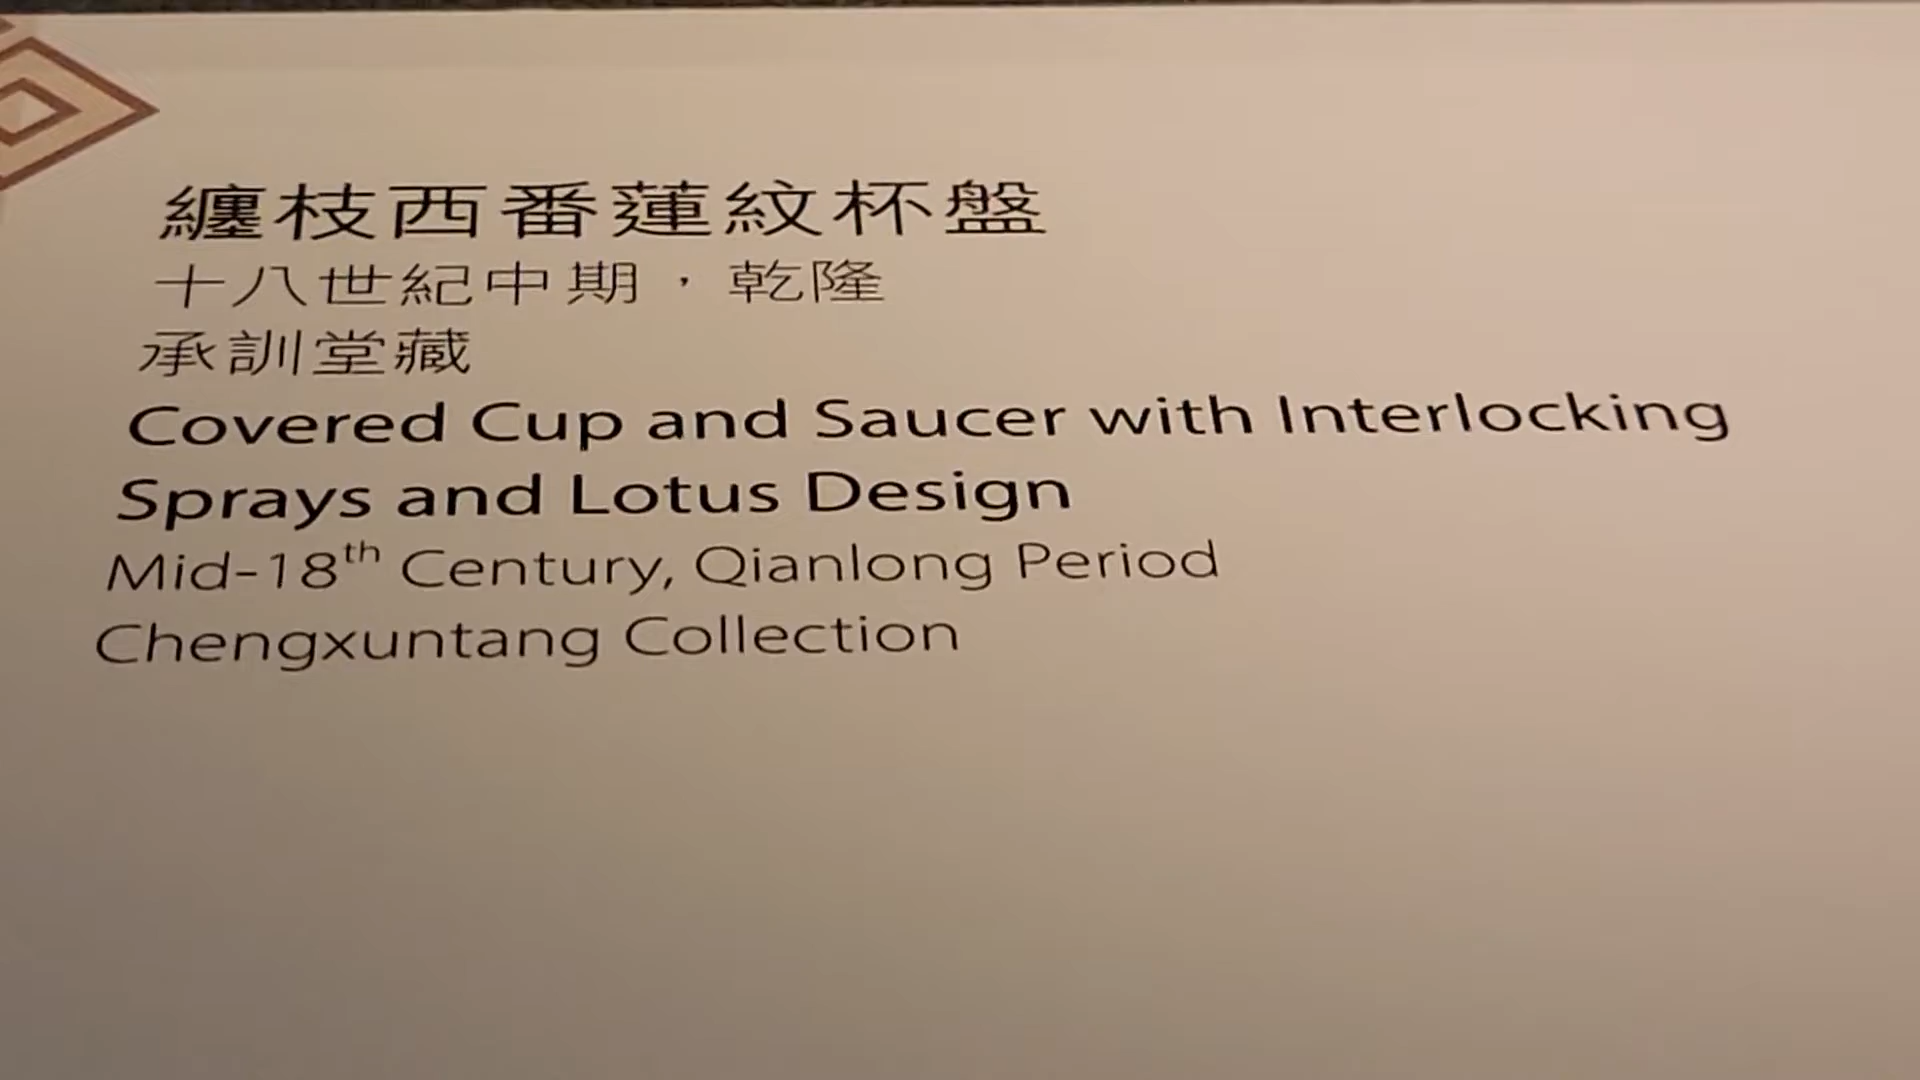 纏枝西番蓮紋杯盤
十八世紀中期，乾隆
承訓堂藏
Covered Cup and Saucer with Interlocking
Sprays and Lotus Design
Mid-18th Century, Qianlong Period
Chengxuntang Collection